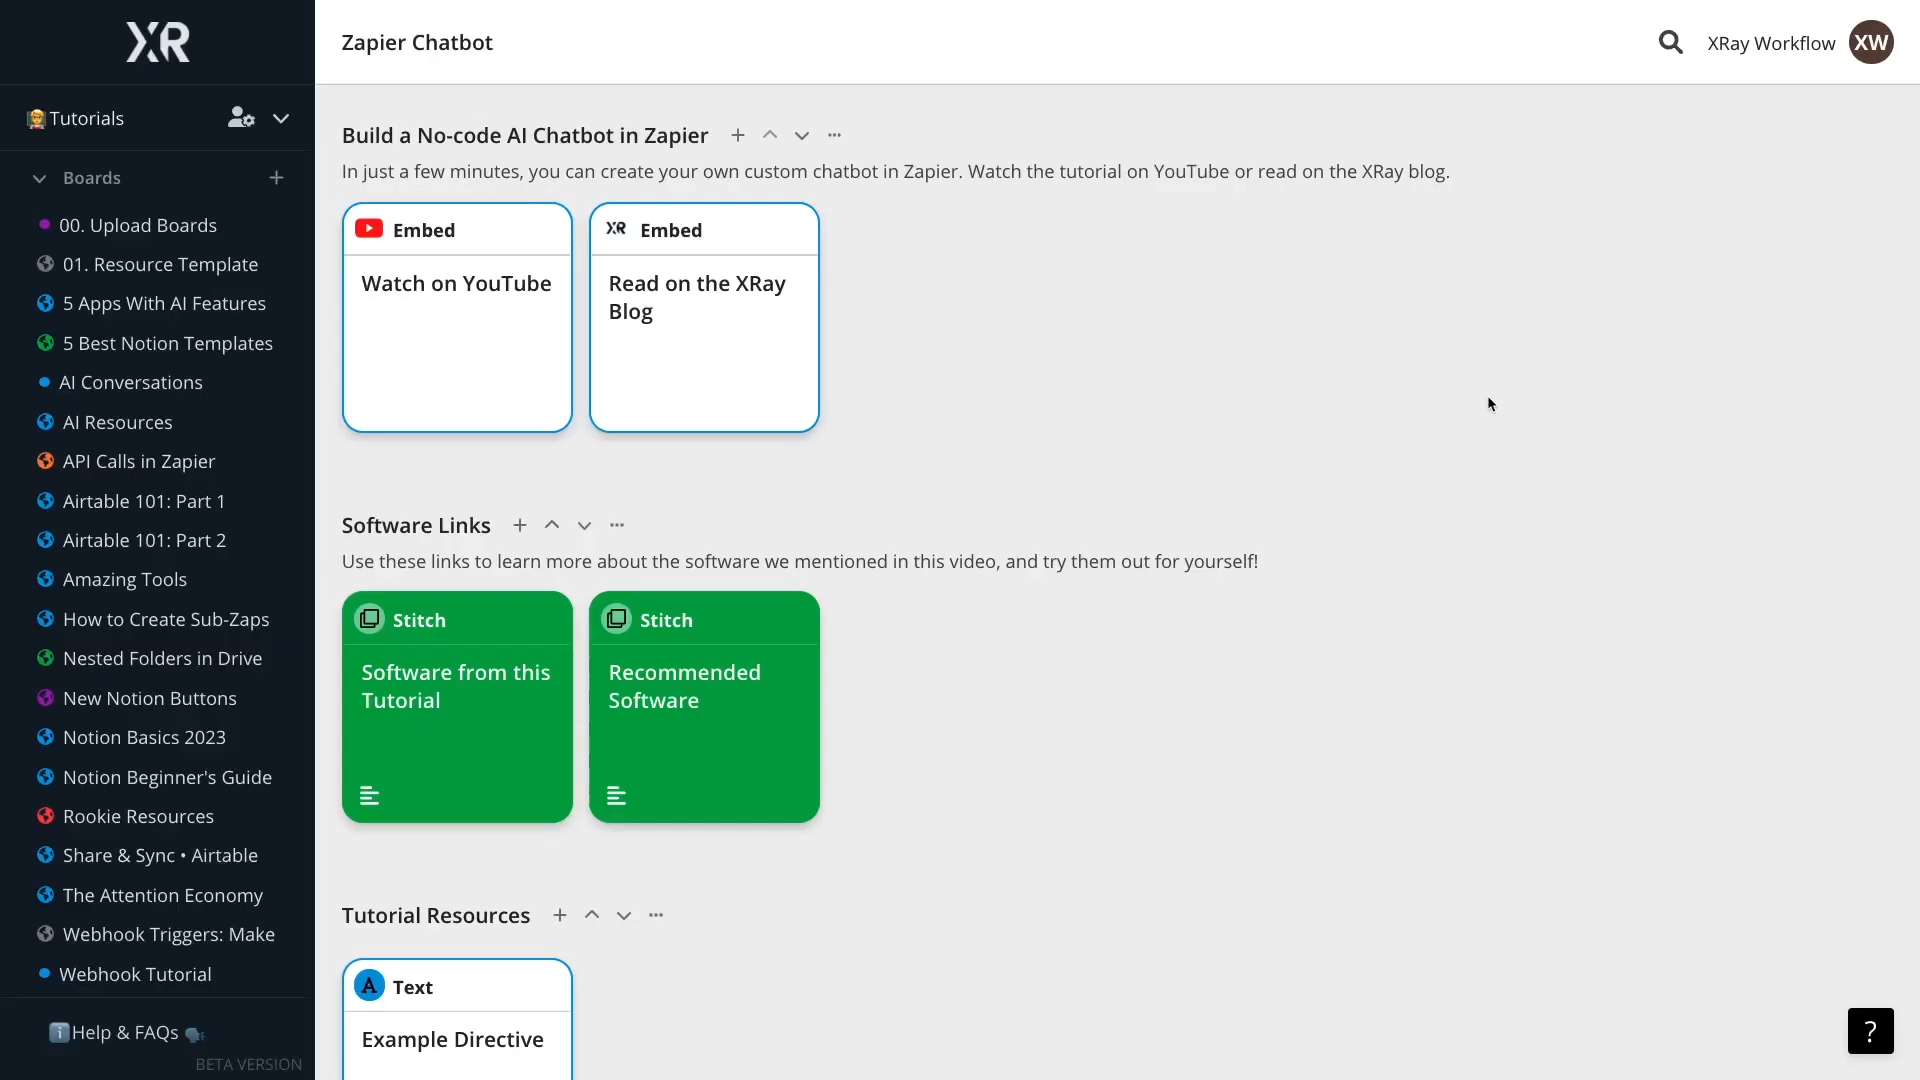 XR
Tutorials
Boards
00. Upload Boards
01. Resource Template
5 Apps With AI Features
5 Best Notion Templates
AI Conversations
AI Resources
API Calls in Zapier
Airtable 101: Part 1
Airtable 101: Part 2
Amazing Tools
How to Create Sub-Zaps
Nested Folders in Drive
New Notion Buttons
Notion Basics 2023
Notion Beginner's Guide
Rookie Resources
Share & Sync • Airtable
The Attention Economy
Webhook Triggers: Make
Webhook Tutorial
Help & FAQs
BETA VERSION
Zapier Chatbot
XRay Workflow
XW
Build a No-code AI Chatbot in Zapier
In just a few minutes, you can create your own custom chatbot in Zapier. Watch the tutorial on YouTube or read on the XRay blog.
Embed
Watch on YouTube
XR Embed
Read on the XRay
Blog
Software Links
Use these links to learn more about the software we mentioned in this video, and try them out for yourself!
Stitch
Software from this
Tutorial
Stitch
Recommended
Software
Tutorial Resources
A Text
Example Directive
?